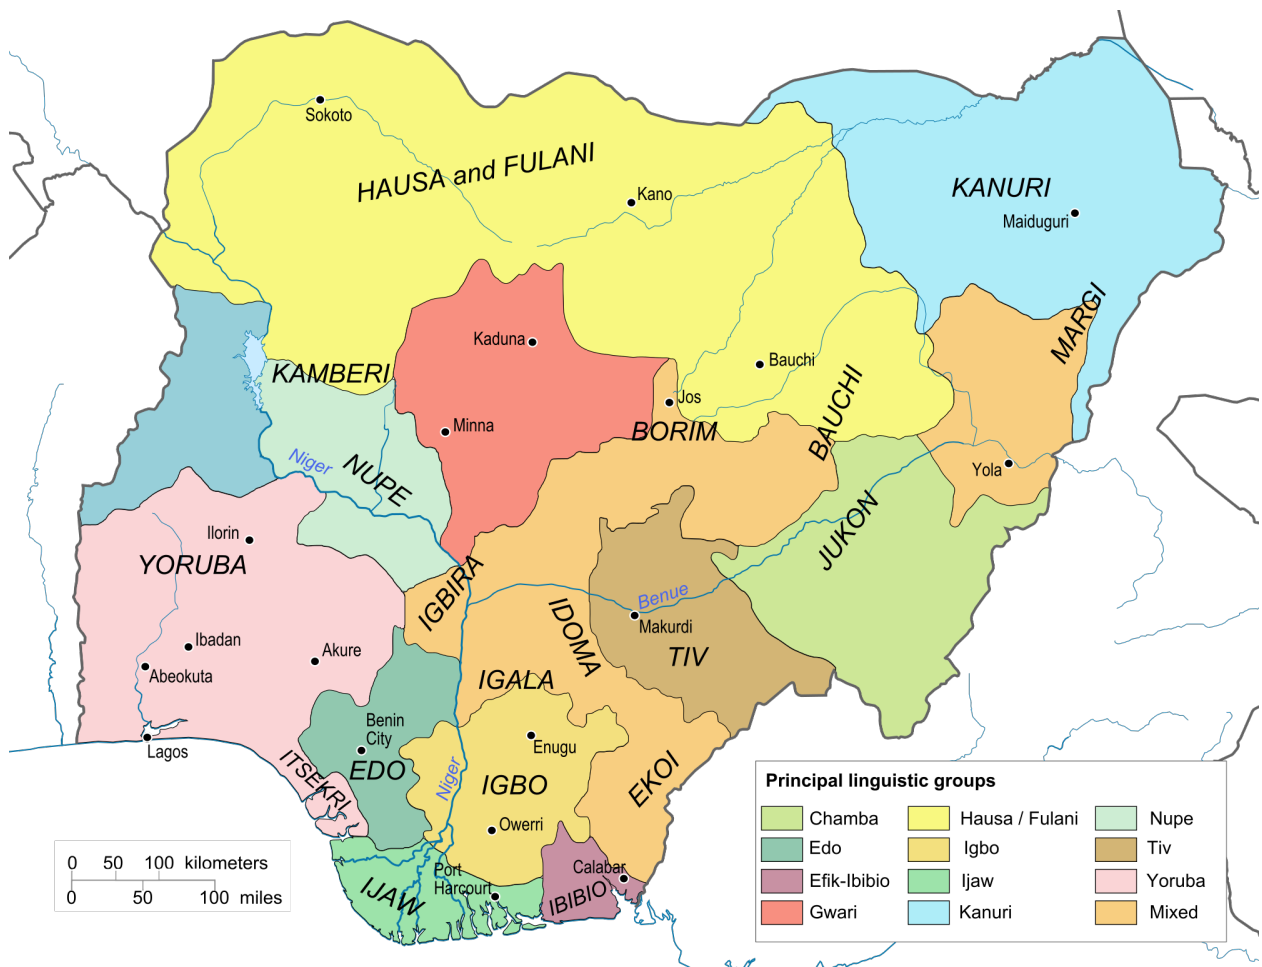 Sokoto
HAUSA and FULANI
Kano
KANURI
Maiduguri
MARGI
Kaduna
Bauchi
KAMBERI
BAUCHI
Jos
Minna
BORIM
Niger
NUPE
Yola
JUKON
Ilorin
YORUBA
IGBIRA
Benue
IDOMA
Makurdi
Ibadan
Akure
TIV
Abeokuta
IGALA
Benin
City
Lagos
Enugu
ITSEKRI
EDO
Niger
IGBO
EKOI
Owerri
Port
Harcourt
Calabar
IJAW
IBIBIO
0 50 100 kilometers
0 50 100 miles
Principal linguistic groups
Chamba Hausa / Fulani Nupe
Edo Igbo Tiv
Efik-Ibibio Ijaw Yoruba
Gwari Kanuri Mixed